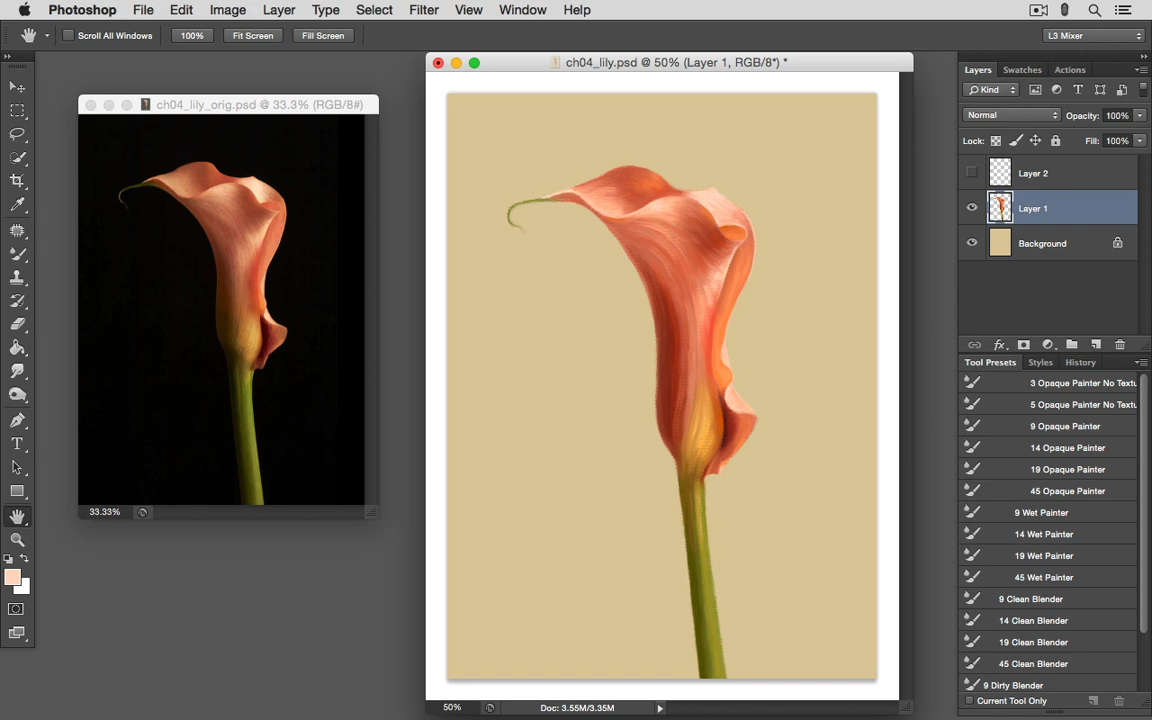 Photoshop File Edit Image Layer Type Select Filter View Window Help
Scroll All Windows 100% Fit Screen Fill Screen L3 Mixer
ch04_lily_orig.psd @ 33.3% (RGB/8#)
33.33%
ch04_lily.psd @ 50% (Layer 1, RGB/8*) *
50% Doc: 3.55M/3.35M
Layers Swatches Actions
Kind
Normal Opacity: 100%
Lock: Fill: 100%
Layer 2
Layer 1
Background
Tool Presets Styles History
3 Opaque Painter No Textu
5 Opaque Painter No Textu
9 Opaque Painter
14 Opaque Painter
19 Opaque Painter
45 Opaque Painter
9 Wet Painter
14 Wet Painter
19 Wet Painter
45 Wet Painter
9 Clean Blender
14 Clean Blender
19 Clean Blender
45 Clean Blender
9 Dirty Blender
Current Tool Only